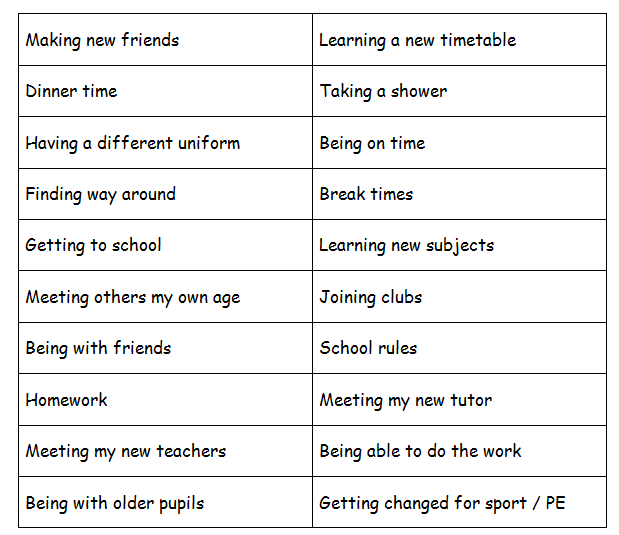 Making new friends
Learning a new timetable
Dinner time
Taking a shower
Having a different uniform
Being on time
Finding way around
Break times
Getting to school
Learning new subjects
Meeting others my own age
Joining clubs
Being with friends
School rules
Homework
Meeting my new tutor
Meeting my new teachers
Being able to do the work
Being with older pupils
Getting changed for sport / PE